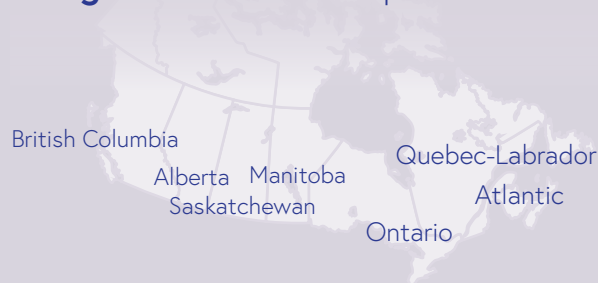 British Columbia
Quebec-Labrador
Alberta
Manitoba
Atlantic
Saskatchewan
Ontario